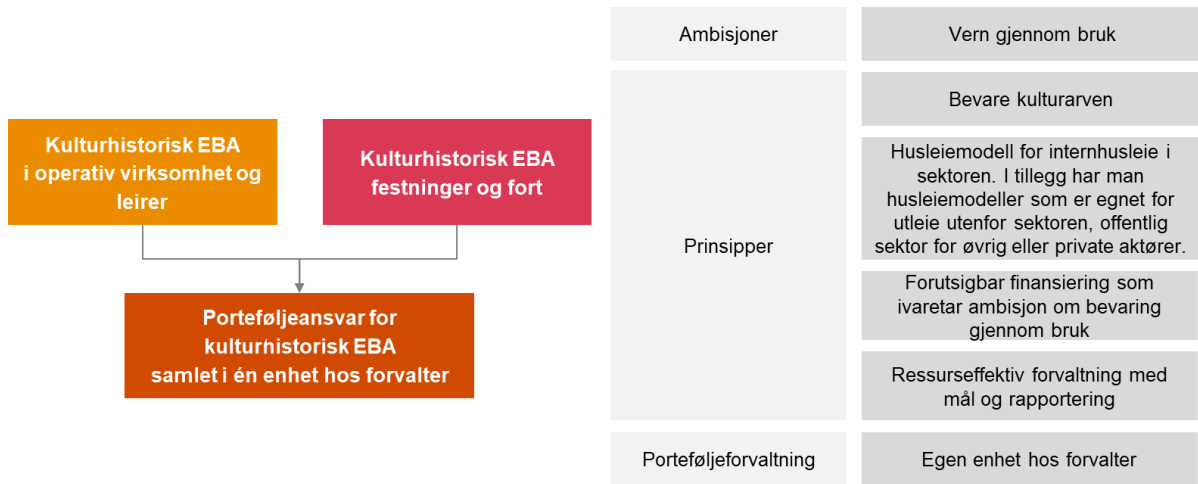 Kulturhistorisk EBA
i operativ virksomhet og
leirer
Kulturhistorisk EBA
festninger og fort
Porteføljeansvar for
kulturhistorisk EBA
samlet i én enhet hos forvalter
Ambisjoner
Vern gjennom bruk
Prinsipper
Bevare kulturarven
Husleiemodell for internhusleie i
sektoren. I tillegg har man
husleiemodeller som er egnet for
utleie utenfor sektoren, offentlig
sektor for øvrig eller private aktører.
Forutsigbar finansiering som
ivaretar ambisjon om bevaring
gjennom bruk
Ressurseffektiv forvaltning med
mål og rapportering
Porteføljeforvaltning
Egen enhet hos forvalter